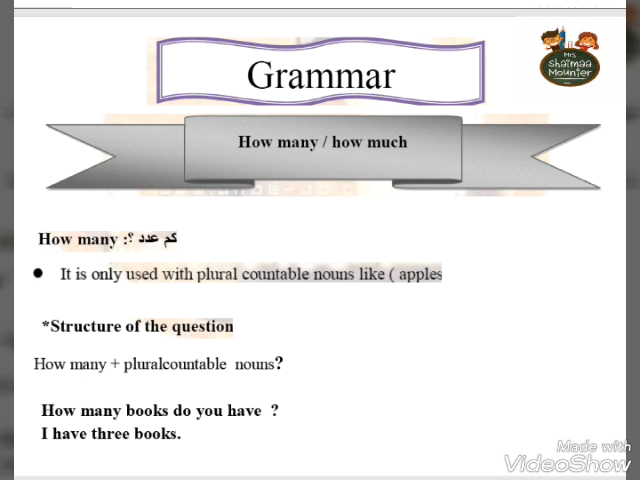 Mrs
Shaimaa
Mounier
Grammar
How many / how much
How many :كم عدد ؟
It is only used with plural countable nouns like ( apples
*Structure of the question
How many + pluralcountable nouns?
How many books do you have ?
I have three books.
Made with
VideoShow